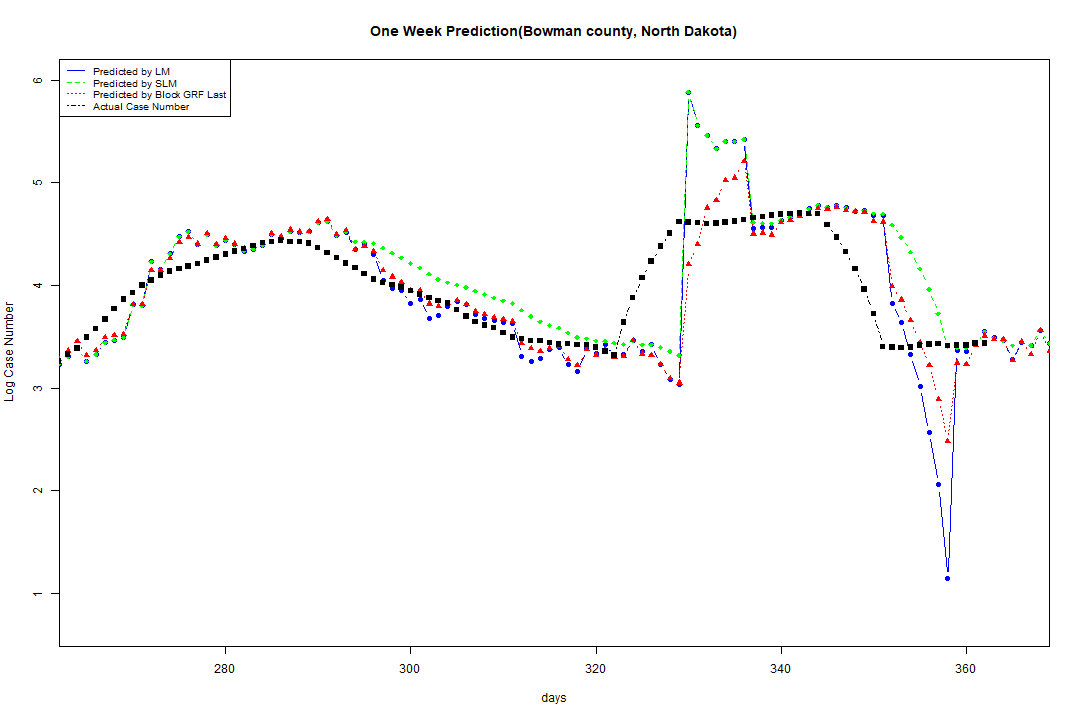 One Week Prediction(Bowman county, North Dakota)
Predicted by LM
Predicted by SLM
Predicted by Block GRF Last
Actual Case Number
6
5
4
3
2
1
Log Case Number
280 300 320 340 360
days